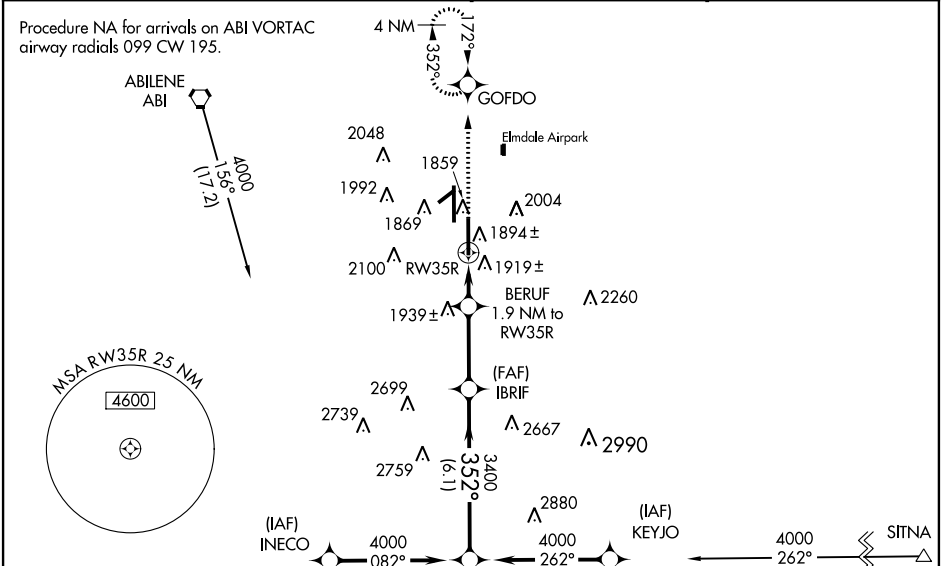 Procedure NA for arrivals on ABI VORTAC
airway radials 099 CW 195.
4 NM
172°
352°
GOFDO
ABILENE
ABI
4000
156°
(17.2)
Elmdale Airpark
2048
1859
1992
1869
2004
1894±
2100
RW35R
1919±
BERUF
1.9 NM to
RW35R
2260
1939±
MSA RW35R 25 NM
4600
(FAF)
IBRIF
2699
2739
2667
2990
2759
3400
352°
(6.1)
2880
(IAF)
INECO
4000
082°
4000
262°
(IAF)
KEYJO
4000
262°
SITNA